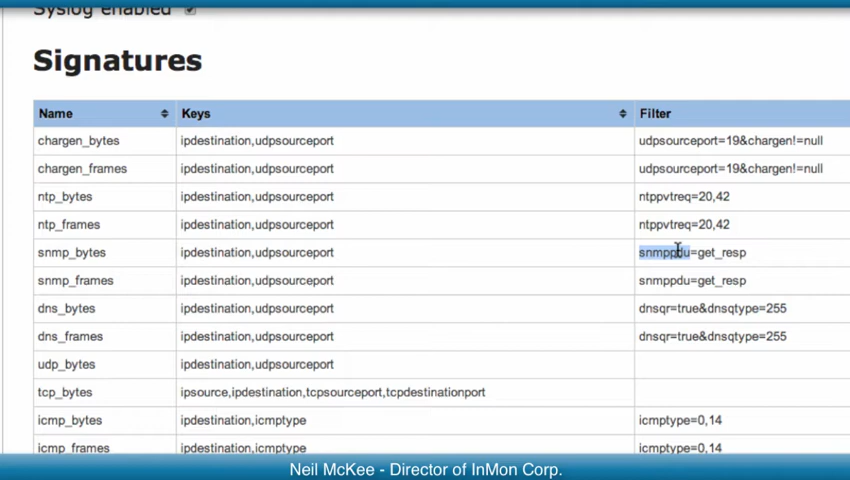 Syslog enabled
Signatures
Name Keys Filter
chargen_bytes ipdestination,udpsourceport udpsourceport=19&chargen!=null
chargen_frames ipdestination,udpsourceport udpsourceport=19&chargen!=null
ntp_bytes ipdestination,udpsourceport ntppvtreq=20,42
ntp_frames ipdestination,udpsourceport ntppvtreq=20,42
snmp_bytes ipdestination,udpsourceport snmppdu=get_resp
snmp_frames ipdestination,udpsourceport snmppdu=get_resp
dns_bytes ipdestination,udpsourceport dnsqr=true&dnsqtype=255
dns_frames ipdestination,udpsourceport dnsqr=true&dnsqtype=255
udp_bytes ipdestination,udpsourceport
tcp_bytes ipsource,ipdestination,tcpsourceport,tcpdestinationport
icmp_bytes ipdestination,icmptype icmptype=0,14
icmp_frames ipdestination,icmptype icmptype=0,14
Neil McKee - Director of InMon Corp.